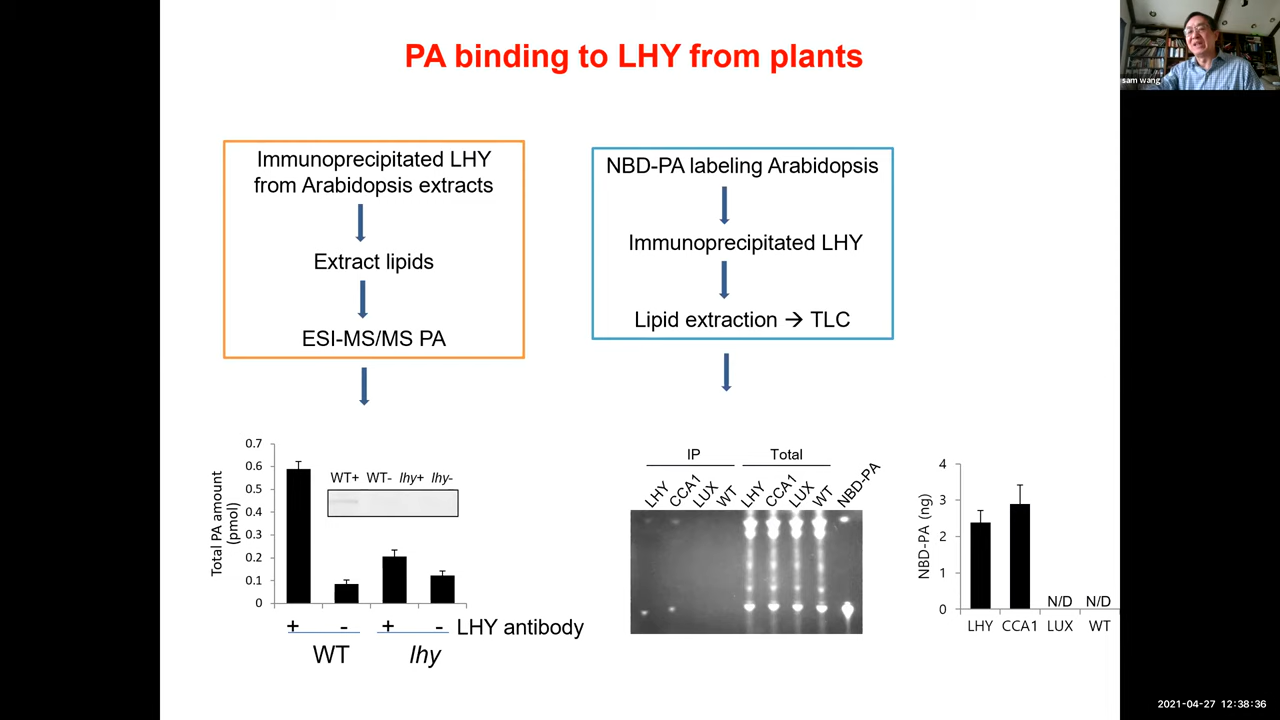 PA binding to LHY from plants
sam wang
Immunoprecipitated LHY
from Arabidopsis extracts
Extract lipids
ESI-MS/MS PA
NBD-PA labeling Arabidopsis
Immunoprecipitated LHY
Lipid extraction → TLC
Total PA amount
(pmol)
0.7
0.6
0.5
0.4
0.3
0.2
0.1
0
WT+ WT- lhy+ lhy-
+ - + - LHY antibody
WT lhy
IP Total
LHY CCA1 LUX WT LHY CCA1 LUX WT NBD-PA
NBD-PA (ng)
4
3
2
1
0
N/D N/D
LHY CCA1 LUX WT
2021-04-27 12:38:36